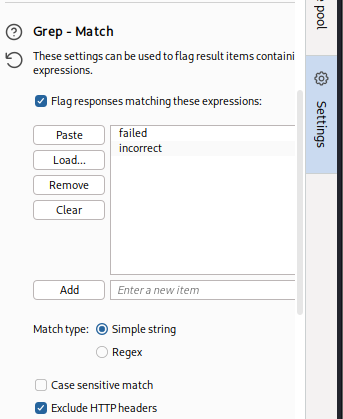 e pool
Grep - Match
These settings can be used to flag result items containi
expressions.
Settings
Flag responses matching these expressions:
Paste
failed
incorrect
Load...
Remove
Clear
Add
Enter a new item
Match type:
Simple string
Regex
Case sensitive match
Exclude HTTP headers